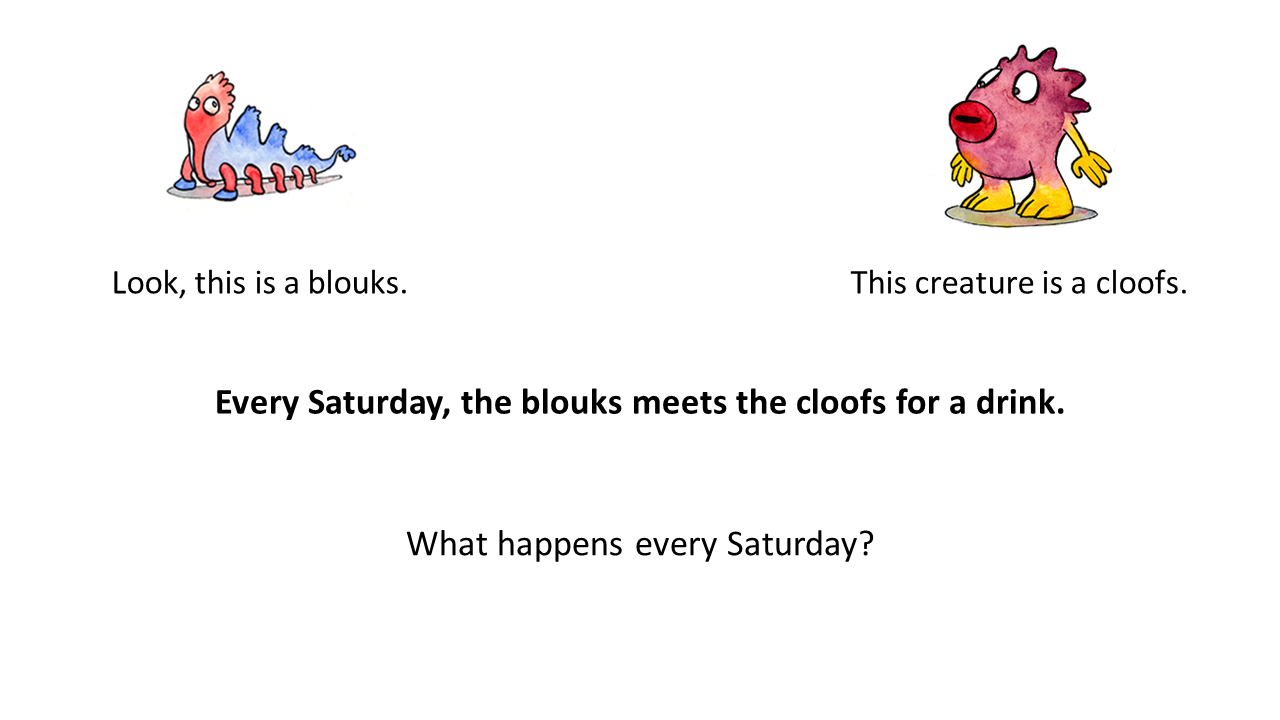 Look, this is a blouks.
This creature is a cloofs.
Every Saturday, the blouks meets the cloofs for a drink.
What happens every Saturday?